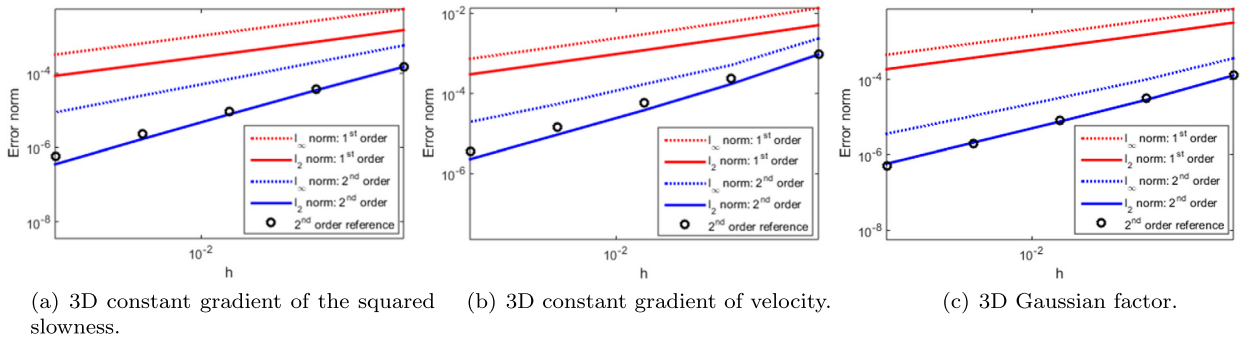 Error norm
10^-4
10^-6
10^-8
10^-2
h
l∞ norm: 1st order
l2 norm: 1st order
l∞ norm: 2nd order
l2 norm: 2nd order
2nd order reference
(a) 3D constant gradient of the squared
slowness.
Error norm
10^-2
10^-4
10^-6
10^-2
h
l∞ norm: 1st order
l2 norm: 1st order
l∞ norm: 2nd order
l2 norm: 2nd order
2nd order reference
(b) 3D constant gradient of velocity.
Error norm
10^-4
10^-6
10^-8
10^-2
h
l∞ norm: 1st order
l2 norm: 1st order
l∞ norm: 2nd order
l2 norm: 2nd order
2nd order reference
(c) 3D Gaussian factor.